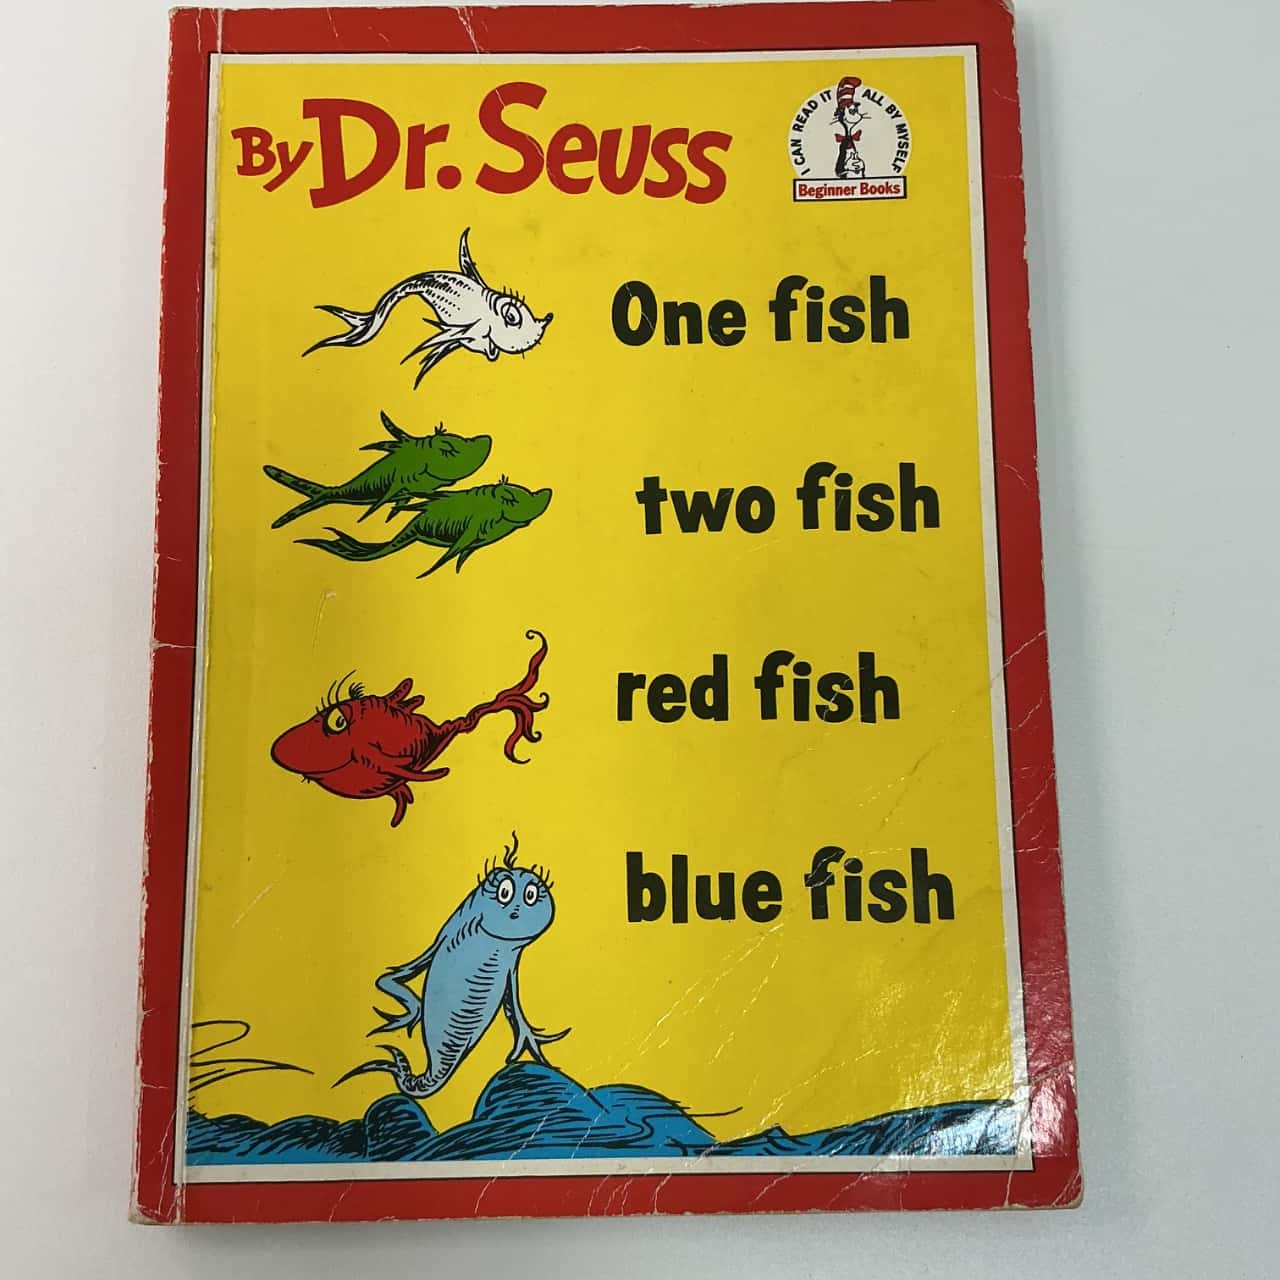 By Dr. Seuss
I CAN READ IT ALL BY MYSELF
Beginner Books
One fish
two fish
red fish
blue fish